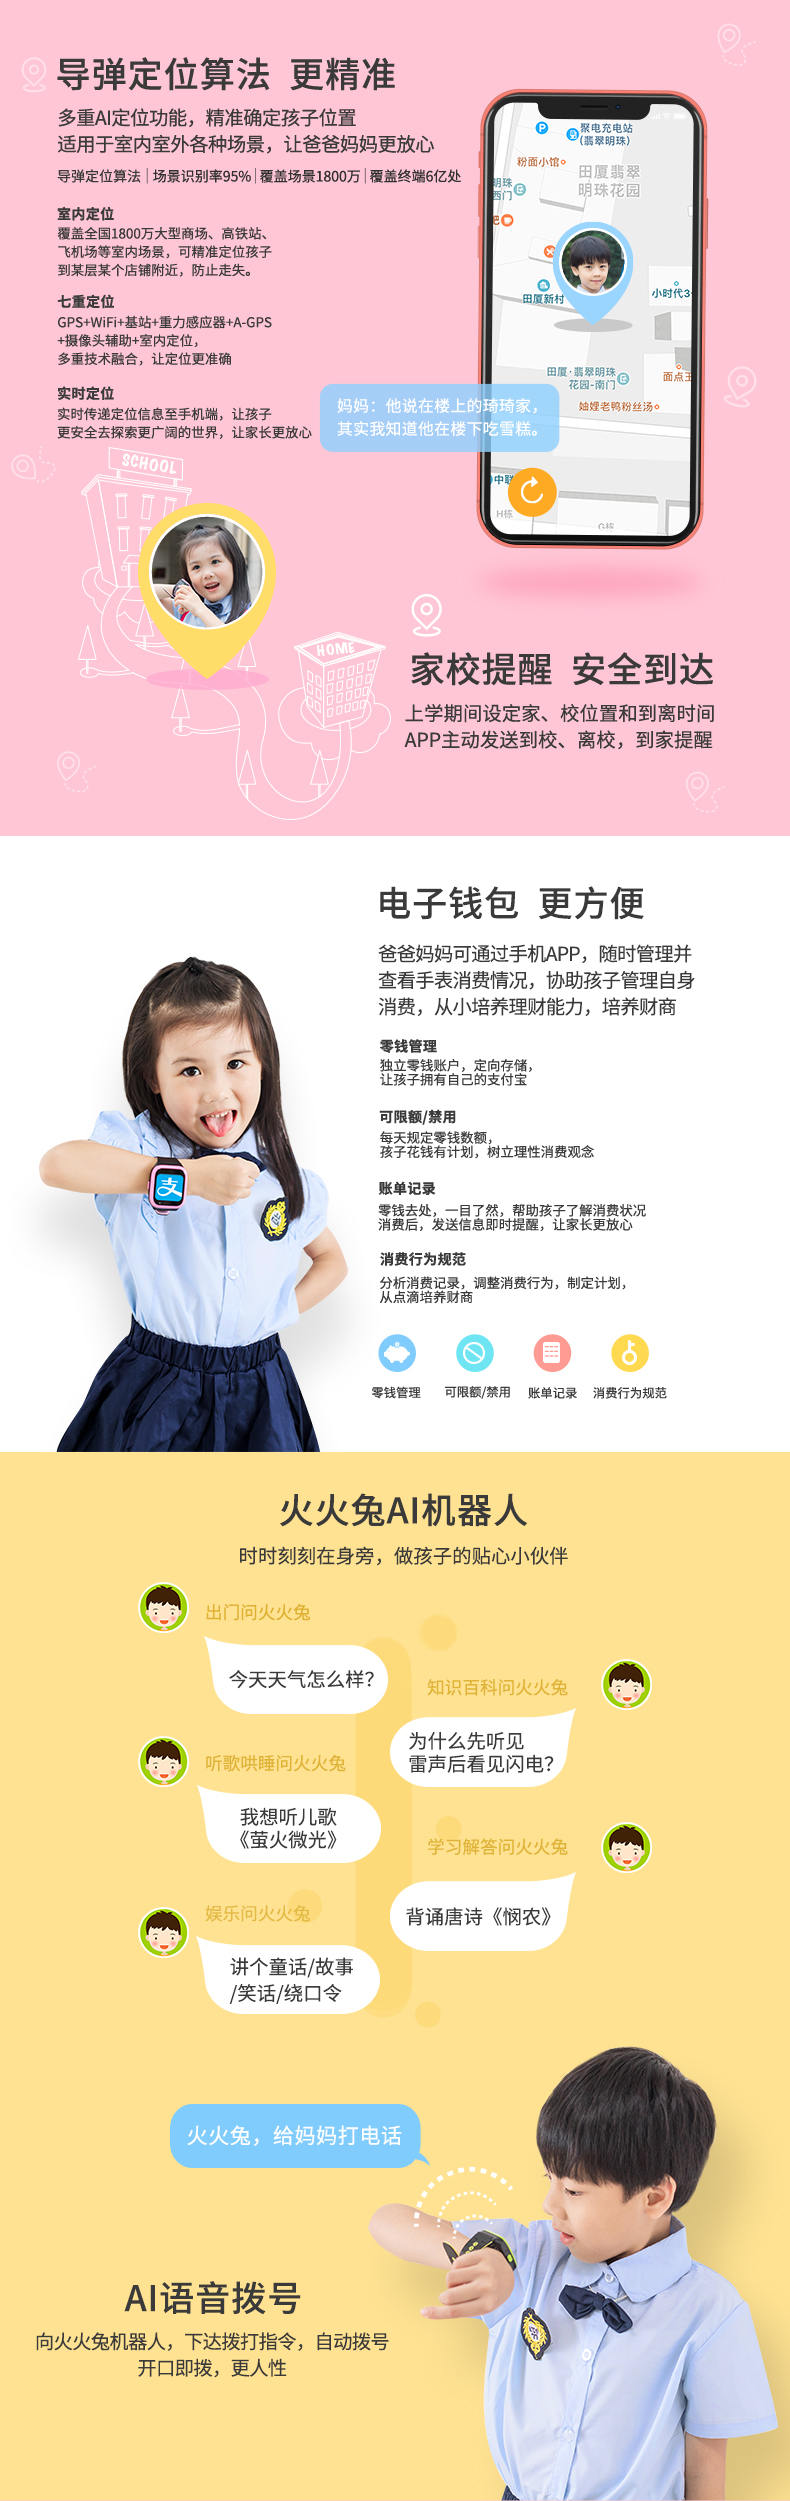 导弹定位算法 更精准
多重AI定位功能，精准确定孩子位置
适用于室内室外各种场景，让爸爸妈妈更放心
导弹定位算法｜场景识别率95%｜覆盖场景1800万｜覆盖终端6亿处
室内定位
覆盖全国1800万大型商场、高铁站、
飞机场等室内场景，可精准定位孩子
到某层某个店铺附近，防止走失。
七重定位
GPS+WiFi+基站+重力感应器+A-GPS
+摄像头辅助+室内定位，
多重技术融合，让定位更准确
实时定位
实时传递定位信息至手机端，让孩子
更安全去探索更广阔的世界，让家长更放心
P
聚电充电站
(翡翠明珠)
粉面小馆
田厦翡翠
明珠花园
明珠
西门
吧
田厦新村
小时代3
田厦·翡翠明珠
花园-南门
面点王
妯娌老鸭粉丝汤
妈妈：他说在楼上的琦琦家，
其实我知道他在楼下吃雪糕。
中联
H栋
G栋
SCHOOL
HOME
家校提醒 安全到达
上学期间设定家、校位置和到离时间
APP主动发送到校、离校，到家提醒
电子钱包 更方便
爸爸妈妈可通过手机APP，随时管理并
查看手表消费情况，协助孩子管理自身
消费，从小培养理财能力，培养财商
零钱管理
独立零钱账户，定向存储，
让孩子拥有自己的支付宝
可限额/禁用
每天规定零钱数额，
孩子花钱有计划，树立理性消费观念
账单记录
零钱去处，一目了然，帮助孩子了解消费状况
消费后，发送信息即时提醒，让家长更放心
消费行为规范
分析消费记录，调整消费行为，制定计划，
从点滴培养财商
支
零钱管理 可限额/禁用 账单记录 消费行为规范
火火兔AI机器人
时时刻刻在身旁，做孩子的贴心小伙伴
出门问火火兔
今天天气怎么样？
知识百科问火火兔
为什么先听见
雷声后看见闪电？
听歌哄睡问火火兔
我想听儿歌
《萤火微光》
学习解答问火火兔
背诵唐诗《悯农》
娱乐问火火兔
讲个童话/故事
/笑话/绕口令
火火兔，给妈妈打电话
AI语音拨号
向火火兔机器人，下达拨打指令，自动拨号
开口即拨，更人性